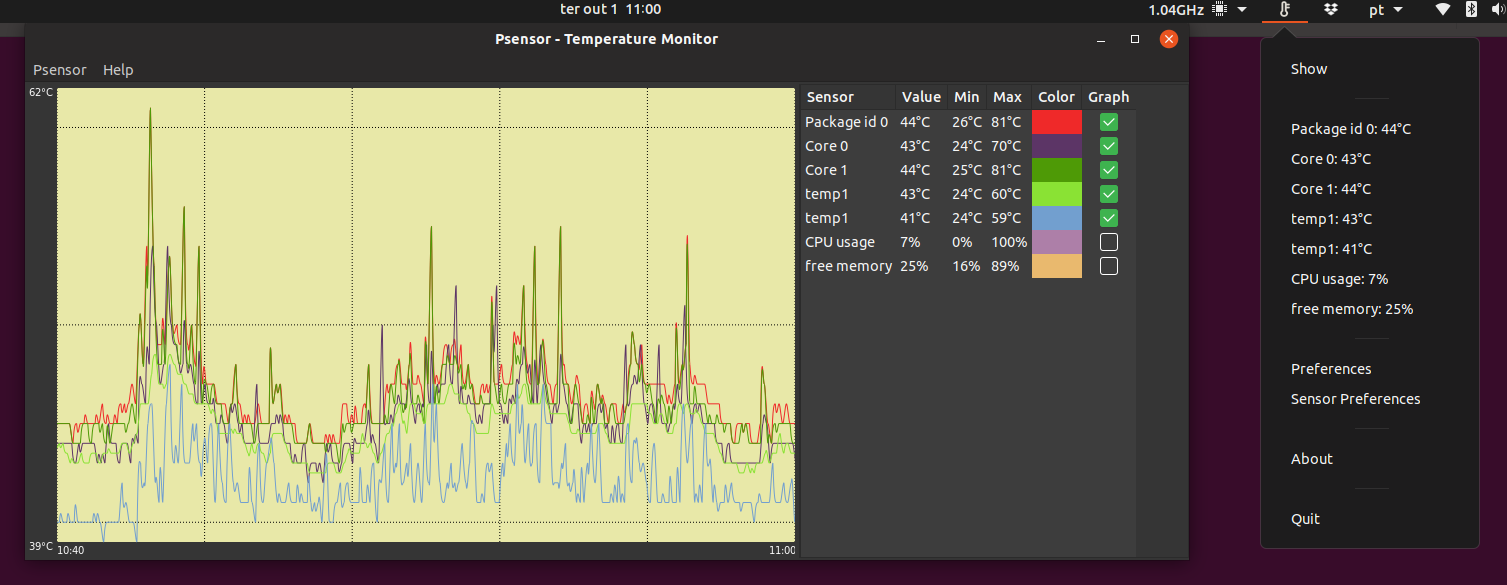 ter out 1 11:00
1.04GHz
pt
Psensor - Temperature Monitor
Psensor Help
62°C
39°C
10:40
11:00
Sensor Value Min Max Color Graph
Package id 0 44°C 26°C 81°C
Core 0 43°C 24°C 70°C
Core 1 44°C 25°C 81°C
temp1 43°C 24°C 60°C
temp1 41°C 24°C 59°C
CPU usage 7% 0% 100%
free memory 25% 16% 89%
Show
Package id 0: 44°C
Core 0: 43°C
Core 1: 44°C
temp1: 43°C
temp1: 41°C
CPU usage: 7%
free memory: 25%
Preferences
Sensor Preferences
About
Quit